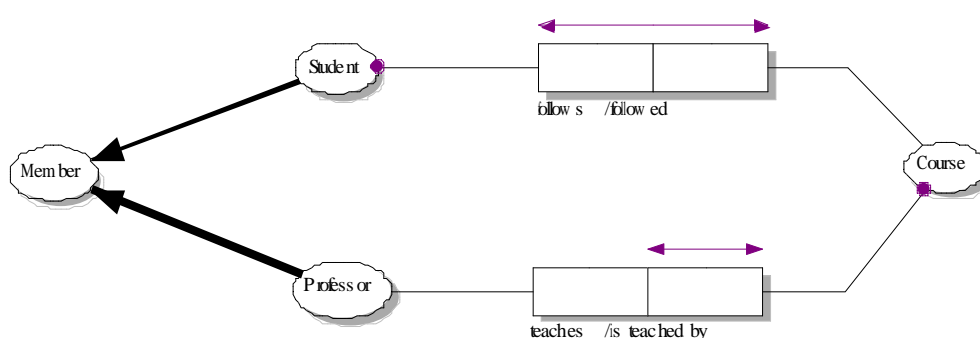 Student
follows /followed
Member
Course
Professor
teaches /is teached by